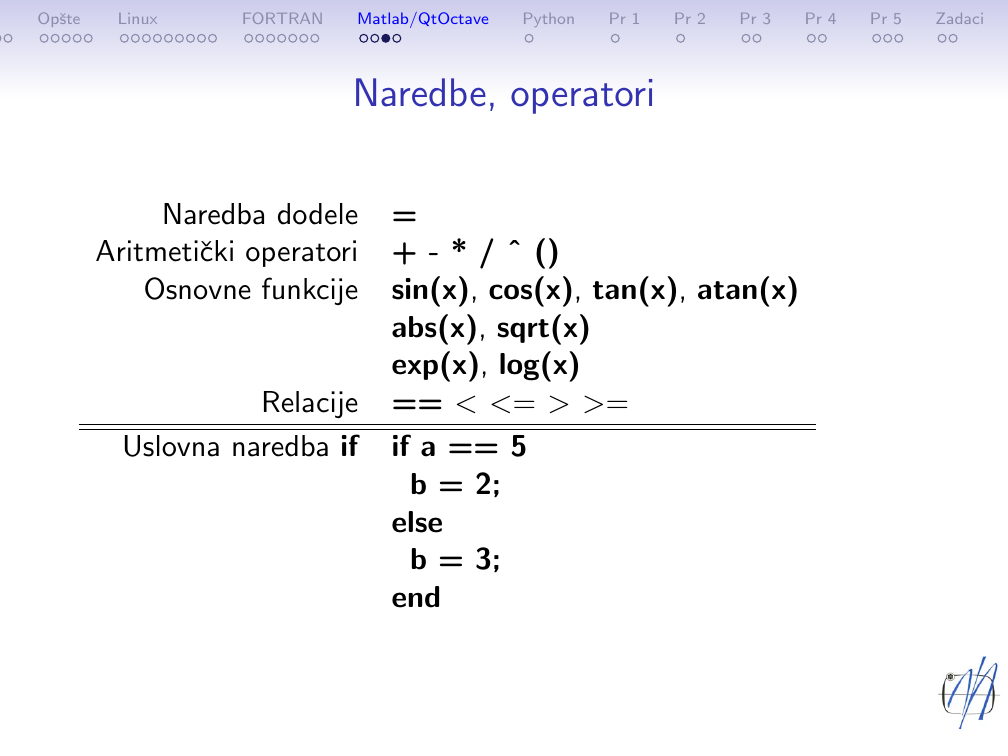 Opšte Linux FORTRAN Matlab/QtOctave Python Pr 1 Pr 2 Pr 3 Pr 4 Pr 5 Zadaci
Naredbe, operatori
Naredba dodele =
Aritmetički operatori + - * / ˆ ()
Osnovne funkcije sin(x), cos(x), tan(x), atan(x)
abs(x), sqrt(x)
exp(x), log(x)
Relacije == < <= > >=
Uslovna naredba if if a == 5
b = 2;
else
b = 3;
end